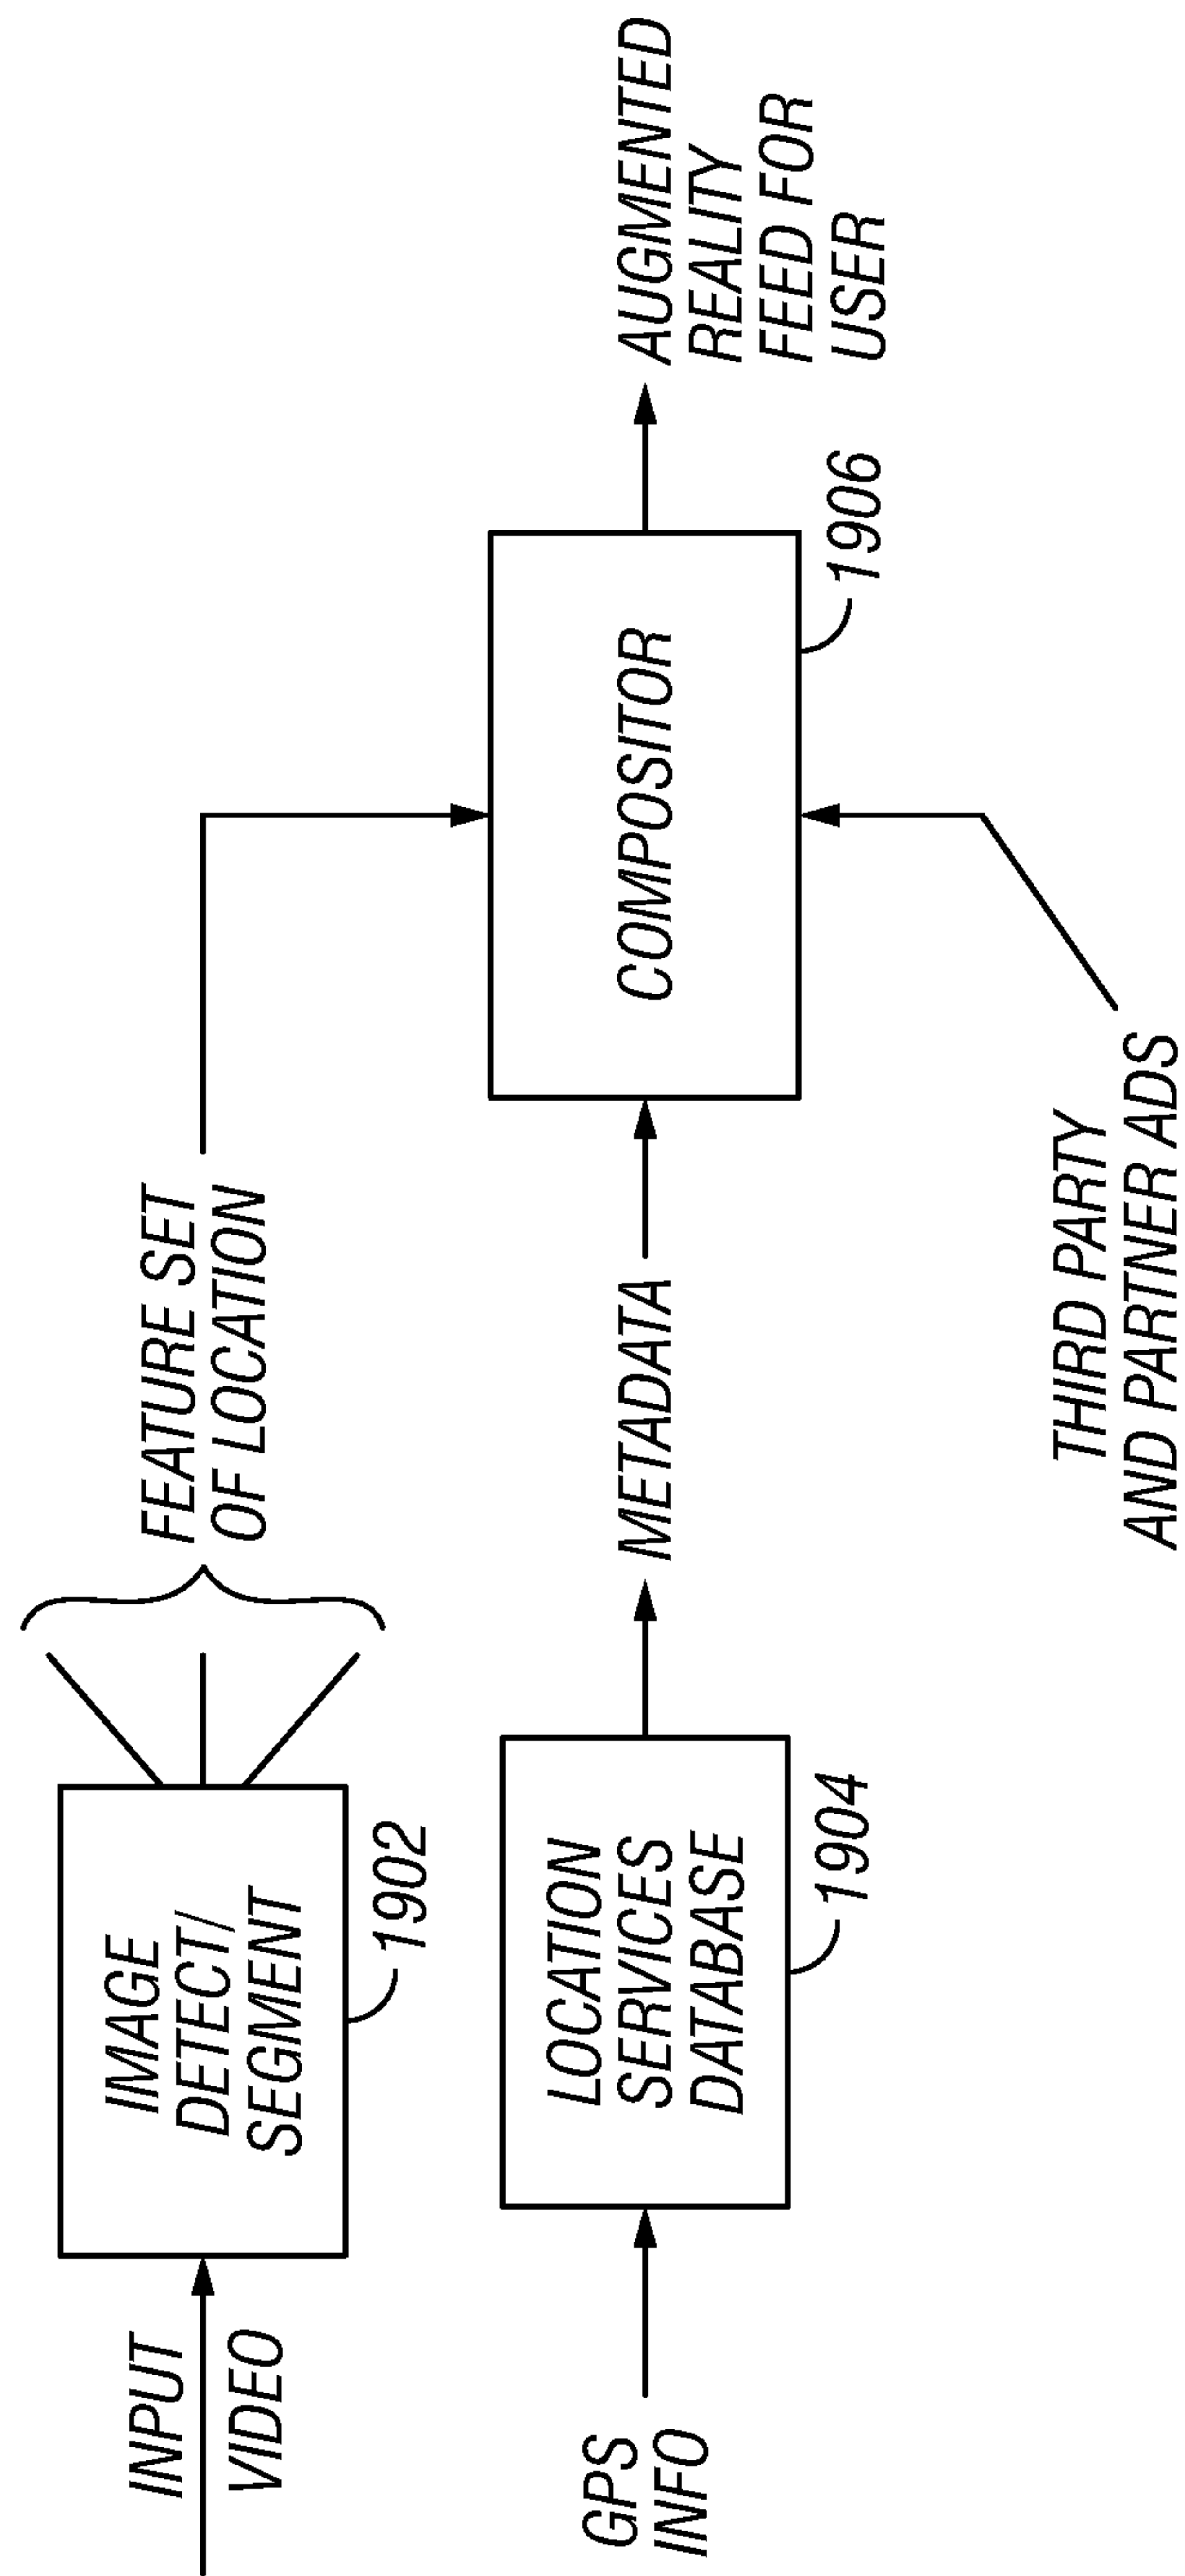 INPUT
VIDEO
IMAGE
DETECT/
SEGMENT
1902
FEATURE SET
OF LOCATION
GPS
INFO
LOCATION
SERVICES
DATABASE
1904
METADATA
COMPOSITOR
1906
AUGMENTED
REALITY
FEED FOR
USER
THIRD PARTY
AND PARTNER ADS